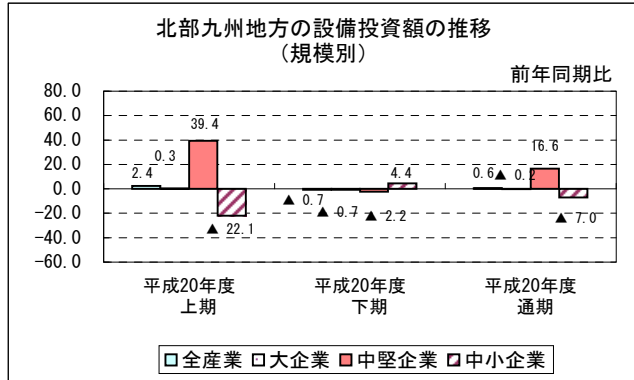 北部九州地方の設備投資額の推移
（規模別）
前年同期比
80.0
60.0
40.0
20.0
0.0
−20.0
−40.0
−60.0
2.4
0.3
39.4
▲ 22.1
▲ 0.7
▲ 0.7
▲ 2.2
4.4
0.6
▲ 0.2
16.6
▲ 7.0
平成20年度
上期
平成20年度
下期
平成20年度
通期
全産業 大企業 中堅企業 中小企業